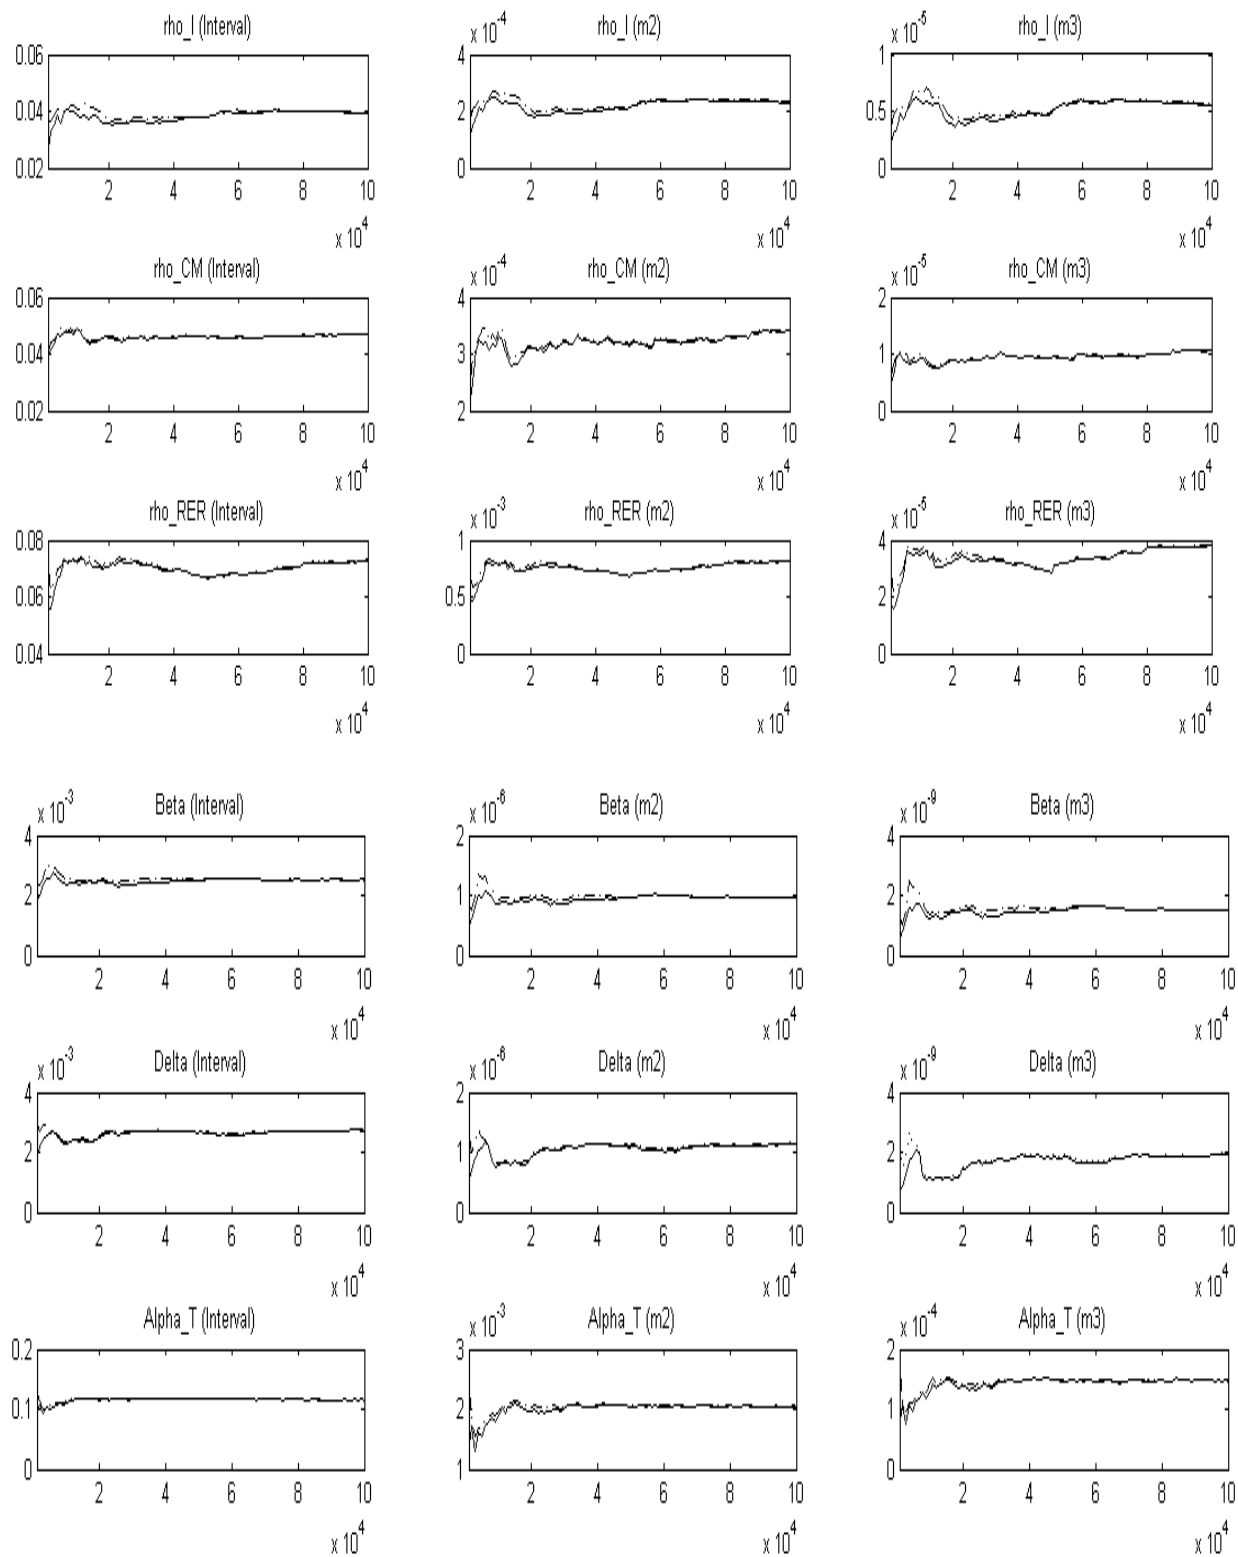 rho_I (Interval)
0.06
0.04
0.02
2 4 6 8 10
x 10^4
x 10^-4
rho_I (m2)
4
2
0
2 4 6 8 10
x 10^4
x 10^-5
rho_I (m3)
1
0.5
0
2 4 6 8 10
x 10^4
rho_CM (Interval)
0.06
0.04
0.02
2 4 6 8 10
x 10^4
x 10^-4
rho_CM (m2)
4
3
2
2 4 6 8 10
x 10^4
x 10^-5
rho_CM (m3)
2
1
0
2 4 6 8 10
x 10^4
rho_RER (Interval)
0.08
0.06
0.04
2 4 6 8 10
x 10^4
x 10^-3
rho_RER (m2)
1
0.5
0
2 4 6 8 10
x 10^4
x 10^-5
rho_RER (m3)
4
2
0
2 4 6 8 10
x 10^4
x 10^-3
Beta (Interval)
4
2
0
2 4 6 8 10
x 10^4
x 10^-6
Beta (m2)
2
1
0
2 4 6 8 10
x 10^4
x 10^-9
Beta (m3)
4
2
0
2 4 6 8 10
x 10^4
x 10^-3
Delta (Interval)
4
2
0
2 4 6 8 10
x 10^4
x 10^-6
Delta (m2)
2
1
0
2 4 6 8 10
x 10^4
x 10^-9
Delta (m3)
4
2
0
2 4 6 8 10
x 10^4
Alpha_T (Interval)
0.2
0.1
0
2 4 6 8 10
x 10^4
x 10^-3
Alpha_T (m2)
3
2
1
2 4 6 8 10
x 10^4
x 10^-4
Alpha_T (m3)
2
1
0
2 4 6 8 10
x 10^4